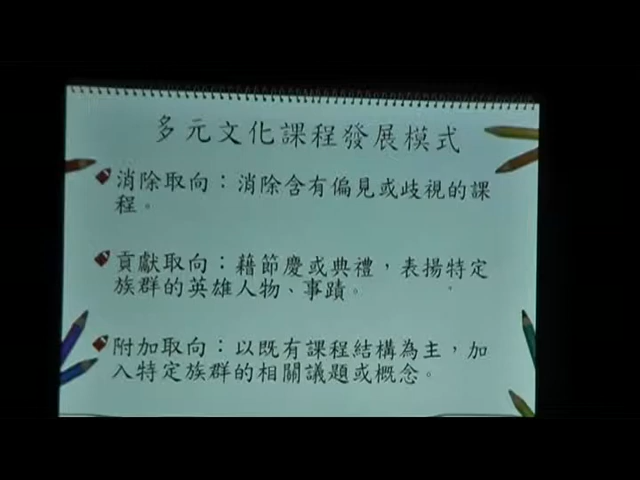 多元文化課程發展模式
消除取向：消除含有偏見或歧視的課
程。
貢獻取向：藉節慶或典禮，表揚特定
族群的英雄人物、事蹟。
附加取向：以既有課程結構為主，加
入特定族群的相關議題或概念。